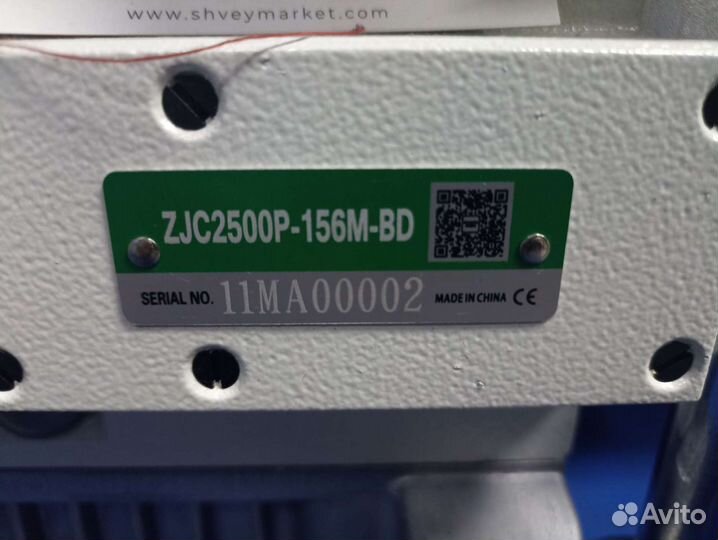 www.shveymarket.com
ZJC2500P-156M-BD
SERIAL NO. 11MA00002 MADE IN CHINA CE
Avito